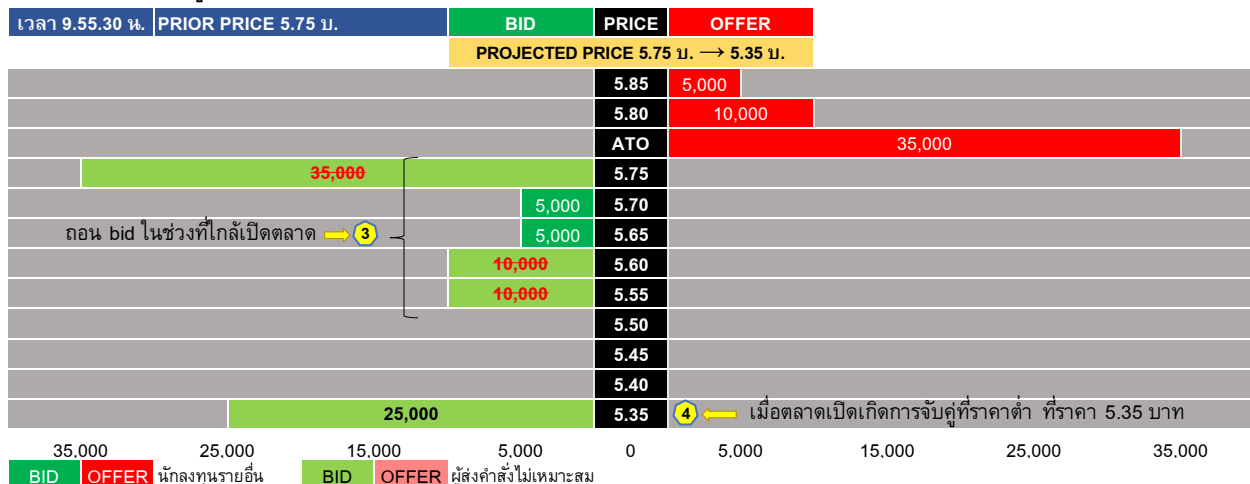 เวลา 9.55.30 น. PRIOR PRICE 5.75 บ. BID PRICE OFFER
PROJECTED PRICE 5.75 บ. → 5.35 บ.
5.85 5,000
5.80 10,000
ATO 35,000
35,000 5.75
5,000 5.70
ถอน bid ในช่วงที่ใกล้เปิดตลาด 3 5,000 5.65
10,000 5.60
10,000 5.55
5.50
5.45
5.40
25,000 5.35 4 เมื่อตลาดเปิดเกิดการจับคู่ที่ราคาต่ำ ที่ราคา 5.35 บาท
35,000 25,000 15,000 5,000 0 5,000 15,000 25,000 35,000
BID OFFER นักลงทุนรายอื่น BID OFFER ผู้ส่งคำสั่งไม่เหมาะสม